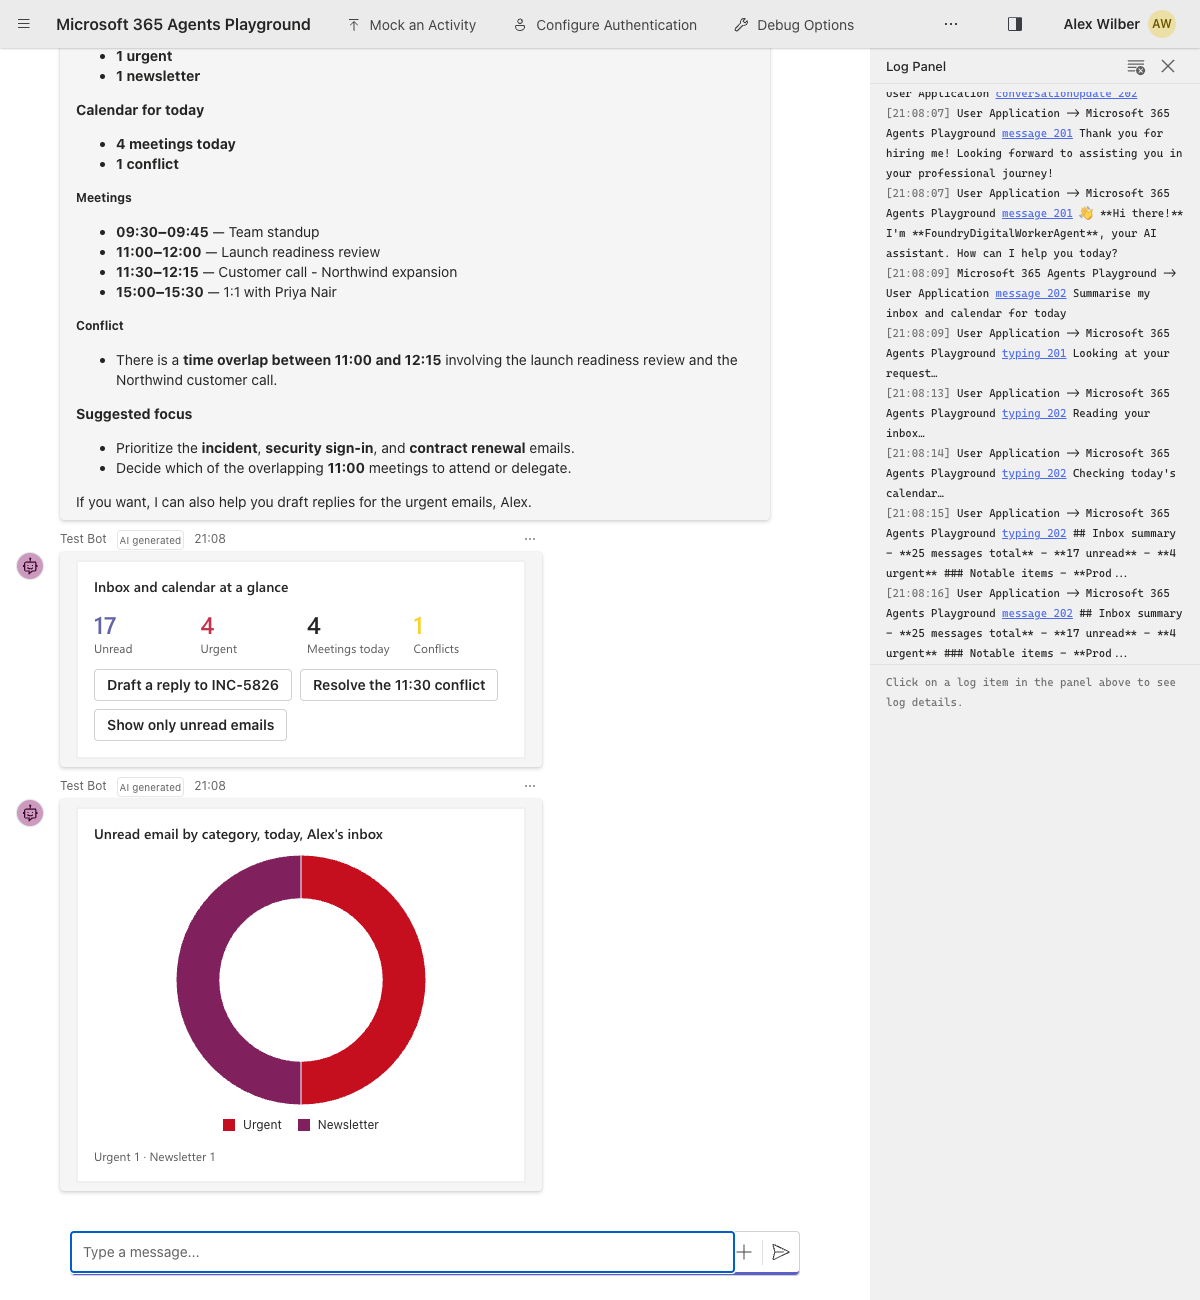 Microsoft 365 Agents Playground
Mock an Activity
Configure Authentication
Debug Options
Alex Wilber
AW
1 urgent
1 newsletter
Calendar for today
4 meetings today
1 conflict
Meetings
09:30–09:45 — Team standup
11:00–12:00 — Launch readiness review
11:30–12:15 — Customer call - Northwind expansion
15:00–15:30 — 1:1 with Priya Nair
Conflict
There is a time overlap between 11:00 and 12:15 involving the launch readiness review and the
Northwind customer call.
Suggested focus
Prioritize the incident, security sign-in, and contract renewal emails.
Decide which of the overlapping 11:00 meetings to attend or delegate.
If you want, I can also help you draft replies for the urgent emails, Alex.
Test Bot AI generated 21:08
Inbox and calendar at a glance
17 4 4 1
Unread Urgent Meetings today Conflicts
Draft a reply to INC-5826
Resolve the 11:30 conflict
Show only unread emails
Test Bot AI generated 21:08
Unread email by category, today, Alex's inbox
Urgent Newsletter
Urgent 1 · Newsletter 1
Type a message...
Log Panel
User Application conversationUpdate 202
[21:08:07] User Application → Microsoft 365
Agents Playground message 201 Thank you for
hiring me! Looking forward to assisting you in
your professional journey!
[21:08:07] User Application → Microsoft 365
Agents Playground message 201 👋 **Hi there!**
I'm **FoundryDigitalWorkerAgent**, your AI
assistant. How can I help you today?
[21:08:09] Microsoft 365 Agents Playground →
User Application message 202 Summarise my
inbox and calendar for today
[21:08:09] User Application → Microsoft 365
Agents Playground typing 201 Looking at your
request…
[21:08:13] User Application → Microsoft 365
Agents Playground typing 202 Reading your
inbox…
[21:08:14] User Application → Microsoft 365
Agents Playground typing 202 Checking today's
calendar…
[21:08:15] User Application → Microsoft 365
Agents Playground typing 202 ## Inbox summary
- **25 messages total** - **17 unread** - **4
urgent** ### Notable items - **Prod...
[21:08:16] User Application → Microsoft 365
Agents Playground message 202 ## Inbox summary
- **25 messages total** - **17 unread** - **4
urgent** ### Notable items - **Prod...
Click on a log item in the panel above to see
log details.